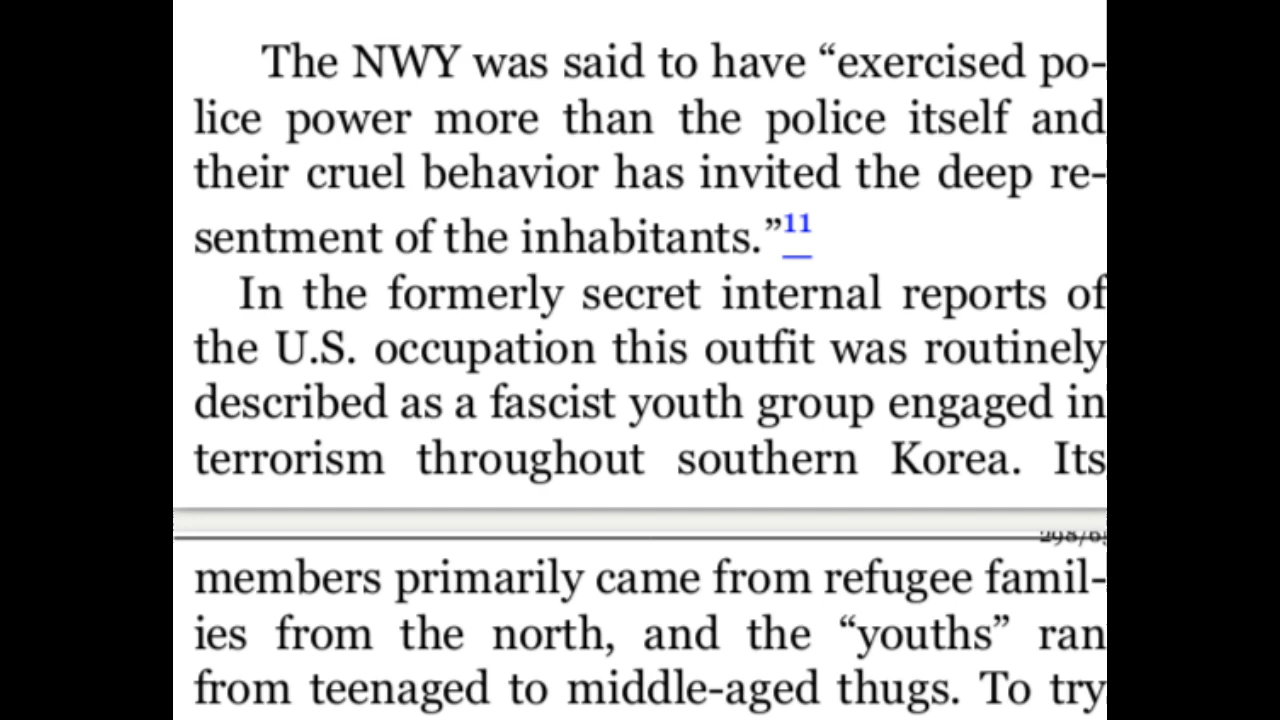 The NWY was said to have “exercised po-
lice power more than the police itself and
their cruel behavior has invited the deep re-
sentment of the inhabitants.”11
In the formerly secret internal reports of
the U.S. occupation this outfit was routinely
described as a fascist youth group engaged in
terrorism throughout southern Korea. Its
members primarily came from refugee famil-
ies from the north, and the “youths” ran
from teenaged to middle-aged thugs. To try